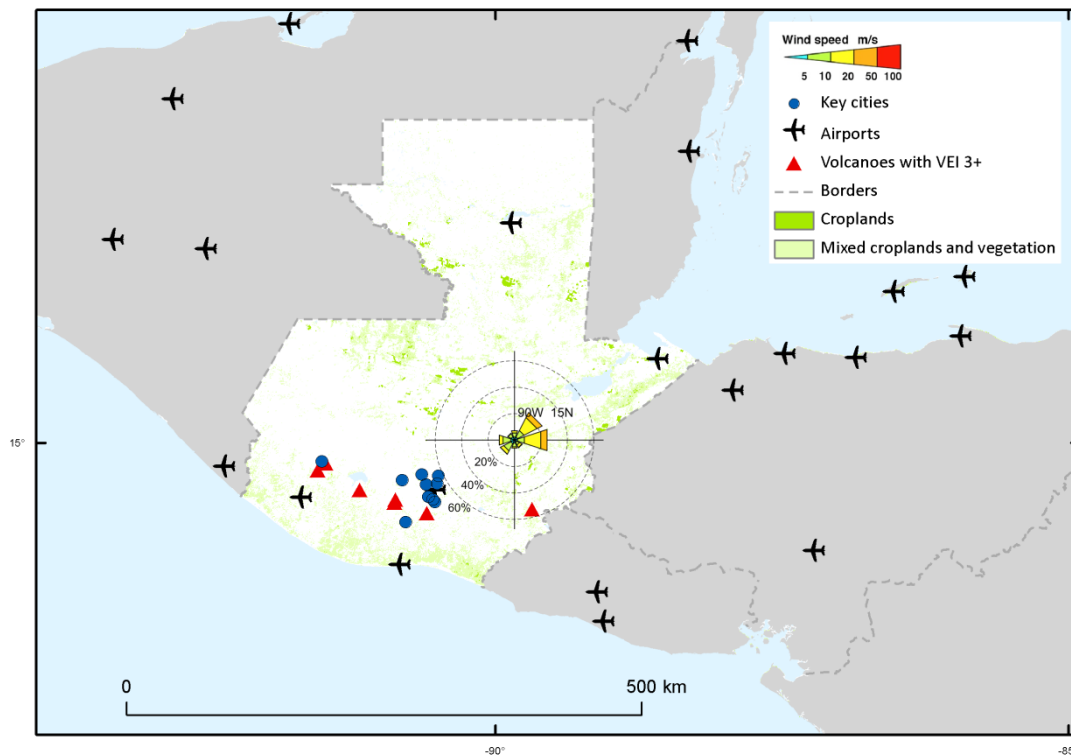 Wind speed m/s
5 10 20 50 100
Key cities
Airports
Volcanoes with VEI 3+
Borders
Croplands
Mixed croplands and vegetation
90W 15N
15°
20%
40%
60%
0 500 km
-90° -85